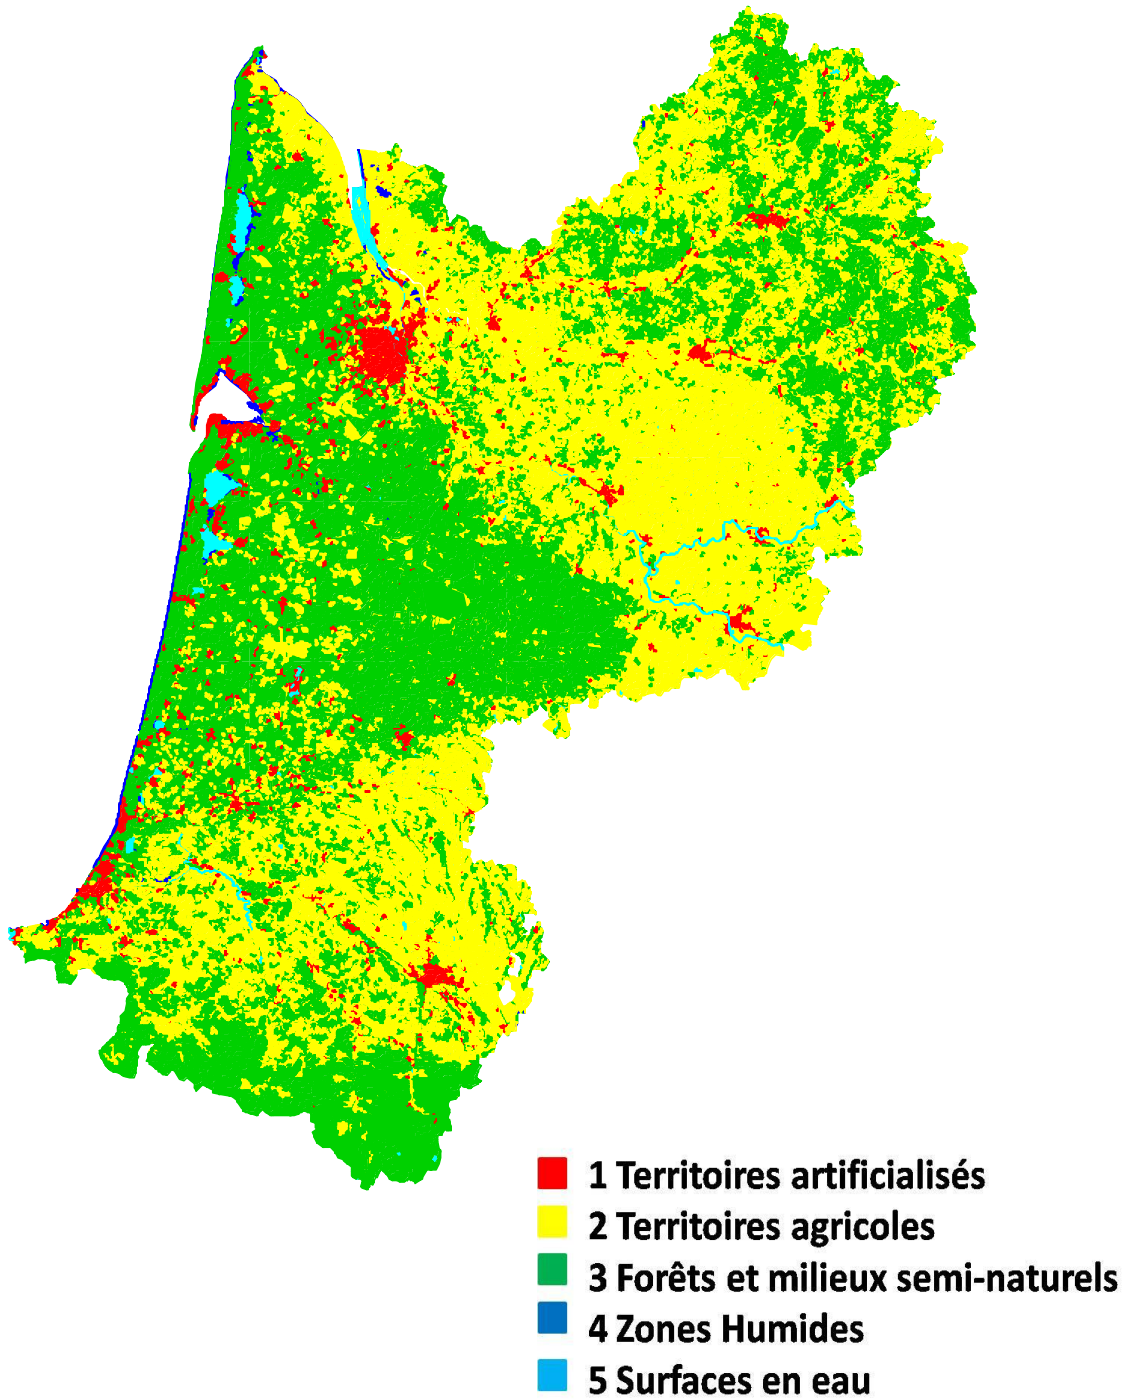 1 Territoires artificialisés
2 Territoires agricoles
3 Forêts et milieux semi-naturels
4 Zones Humides
5 Surfaces en eau